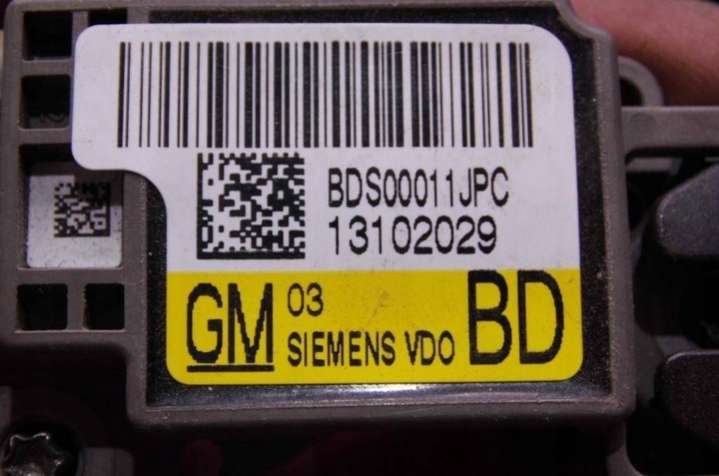 BDS00011JPC
13102029
GM 03 BD
SIEMENS VDO